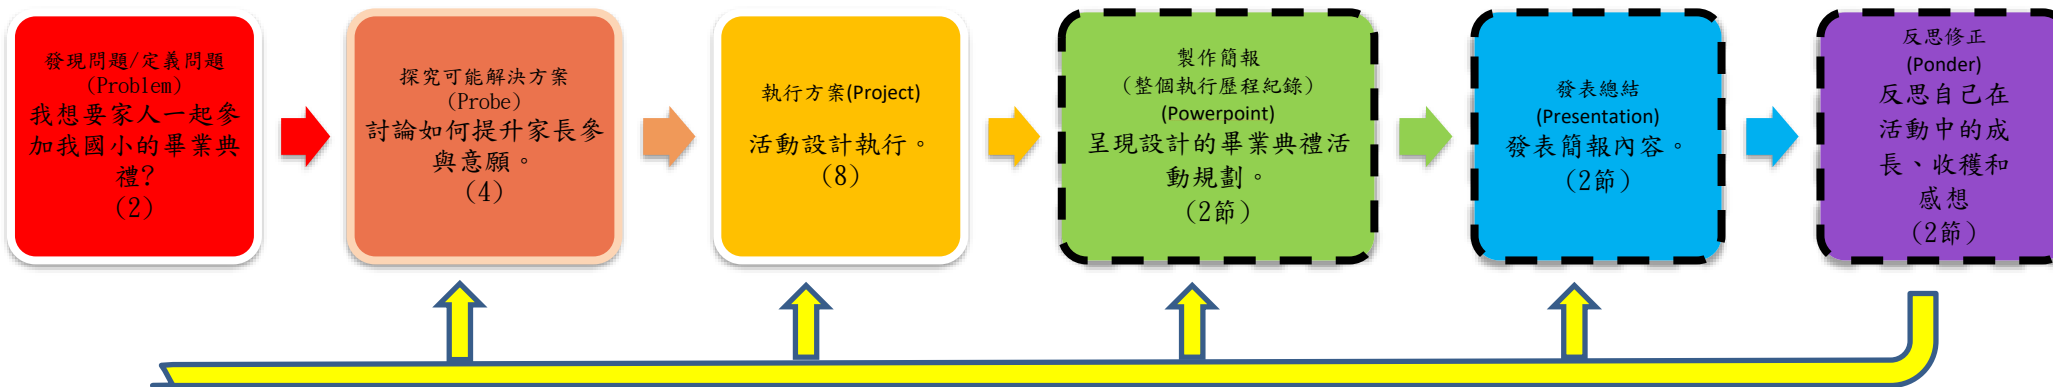 發現問題/定義問題
(Problem)
我想要家人一起參
加我國小的畢業典
禮?
(2)
探究可能解決方案
(Probe)
討論如何提升家長參
與意願。
(4)
執行方案(Project)
活動設計執行。
(8)
製作簡報
(整個執行歷程紀錄)
(Powerpoint)
呈現設計的畢業典禮活
動規劃。
(2節)
發表總結
(Presentation)
發表簡報內容。
(2節)
反思修正
(Ponder)
反思自己在
活動中的成
長、收穫和
感想
(2節)